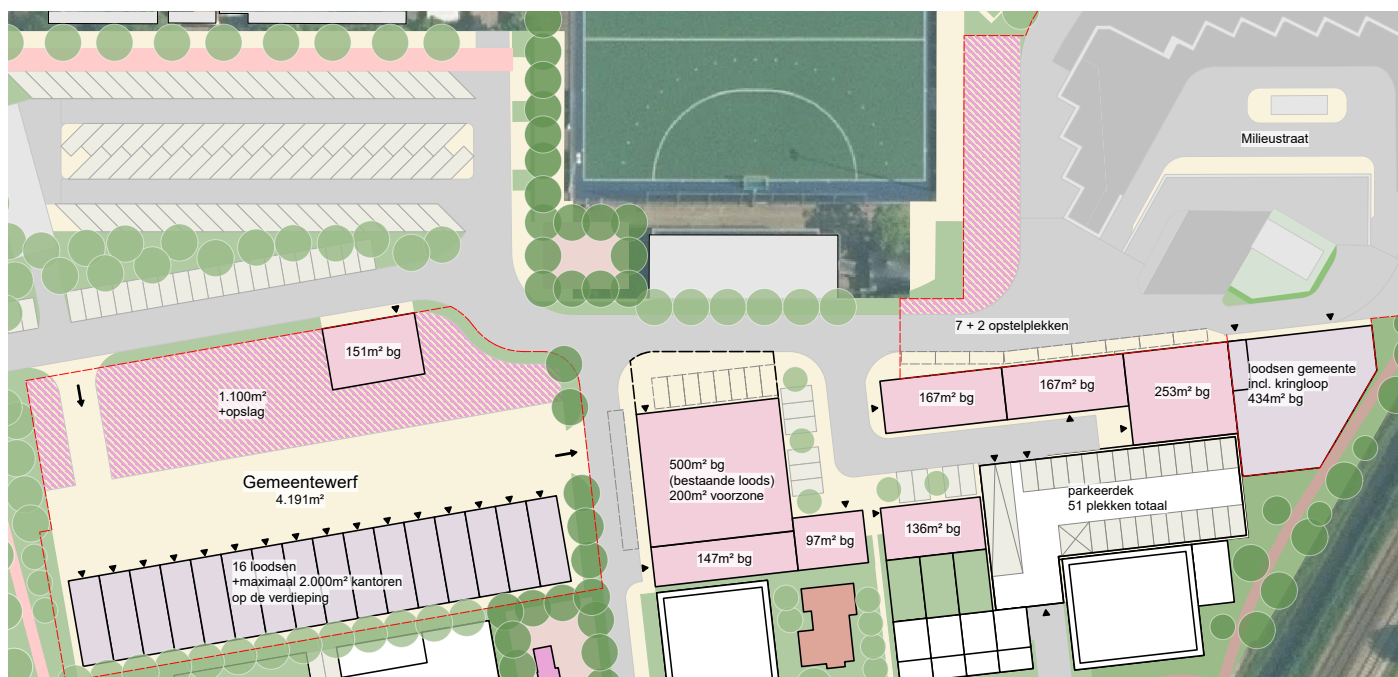 Milieustraat
7 + 2 opstelplekken
151m² bg
1.100m²
+opslag
167m² bg
167m² bg
253m² bg
loodsen gemeente
incl. kringloop
434m² bg
Gemeentewerf
4.191m²
500m² bg
(bestaande loods)
200m² voorzone
parkeerdek
51 plekken totaal
136m² bg
97m² bg
147m² bg
16 loodsen
+maximaal 2.000m² kantoren
op de verdieping